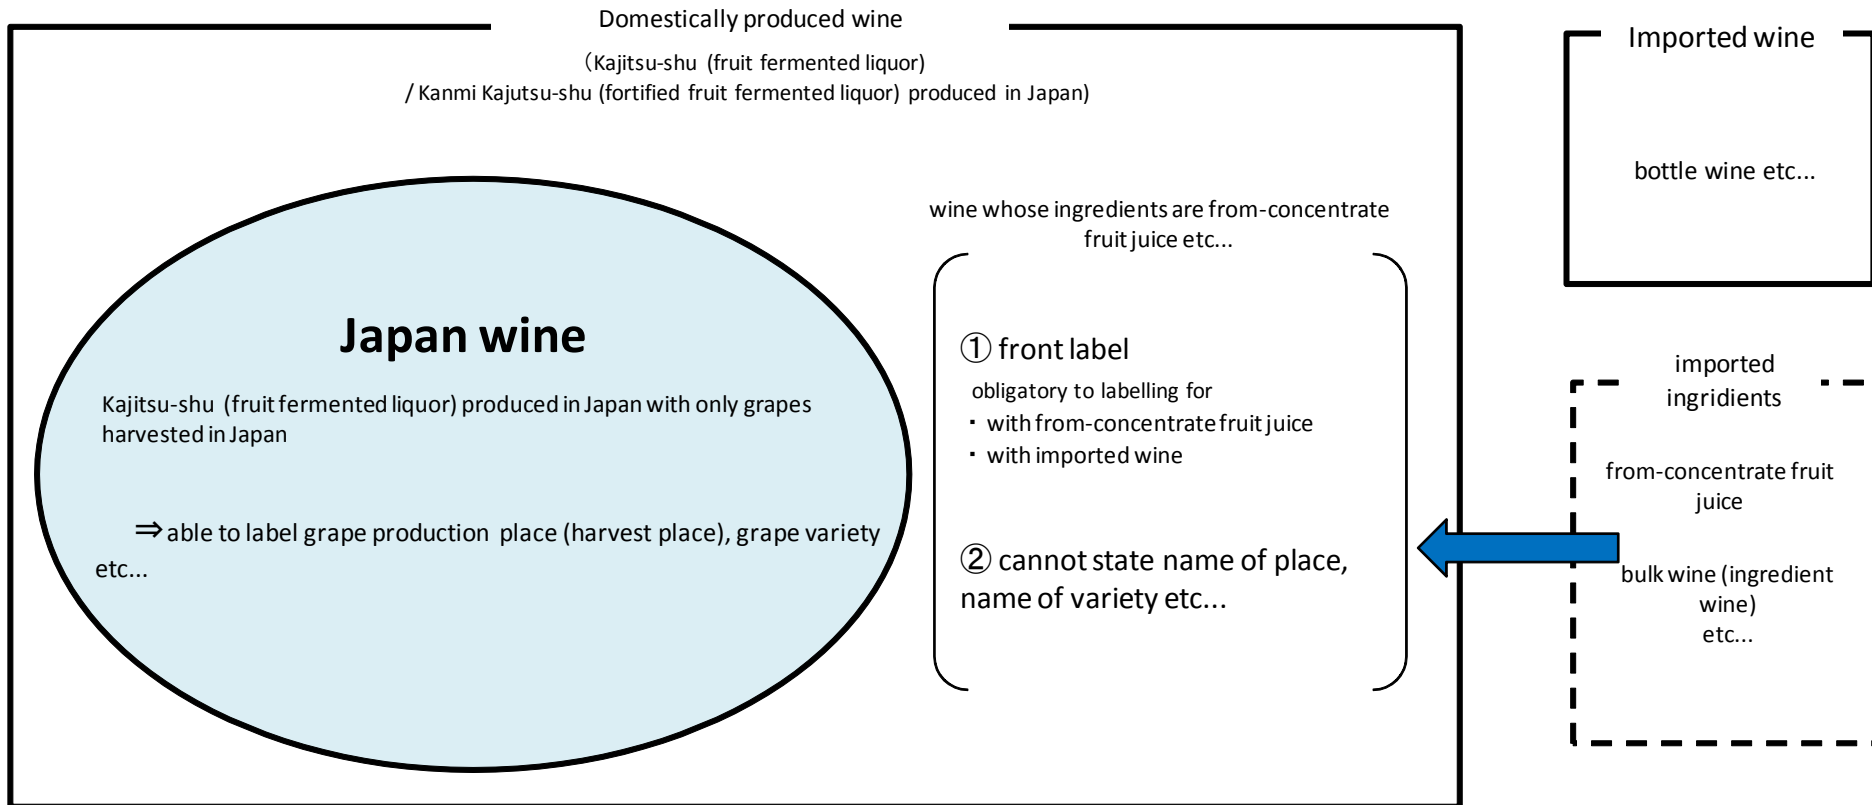 Domestically produced wine
(Kajitsu-shu (fruit fermented liquor)
/ Kanmi Kajutsu-shu (fortified fruit fermented liquor) produced in Japan)
Japan wine
Kajitsu-shu (fruit fermented liquor) produced in Japan with only grapes
harvested in Japan
⇒ able to label grape production place (harvest place), grape variety
etc...
wine whose ingredients are from-concentrate
fruit juice etc...
① front label
obligatory to labelling for
・ with from-concentrate fruit juice
・ with imported wine
② cannot state name of place,
name of variety etc...
Imported wine
bottle wine etc...
imported
ingridients
from-concentrate fruit
juice
bulk wine (ingredient
wine)
etc...